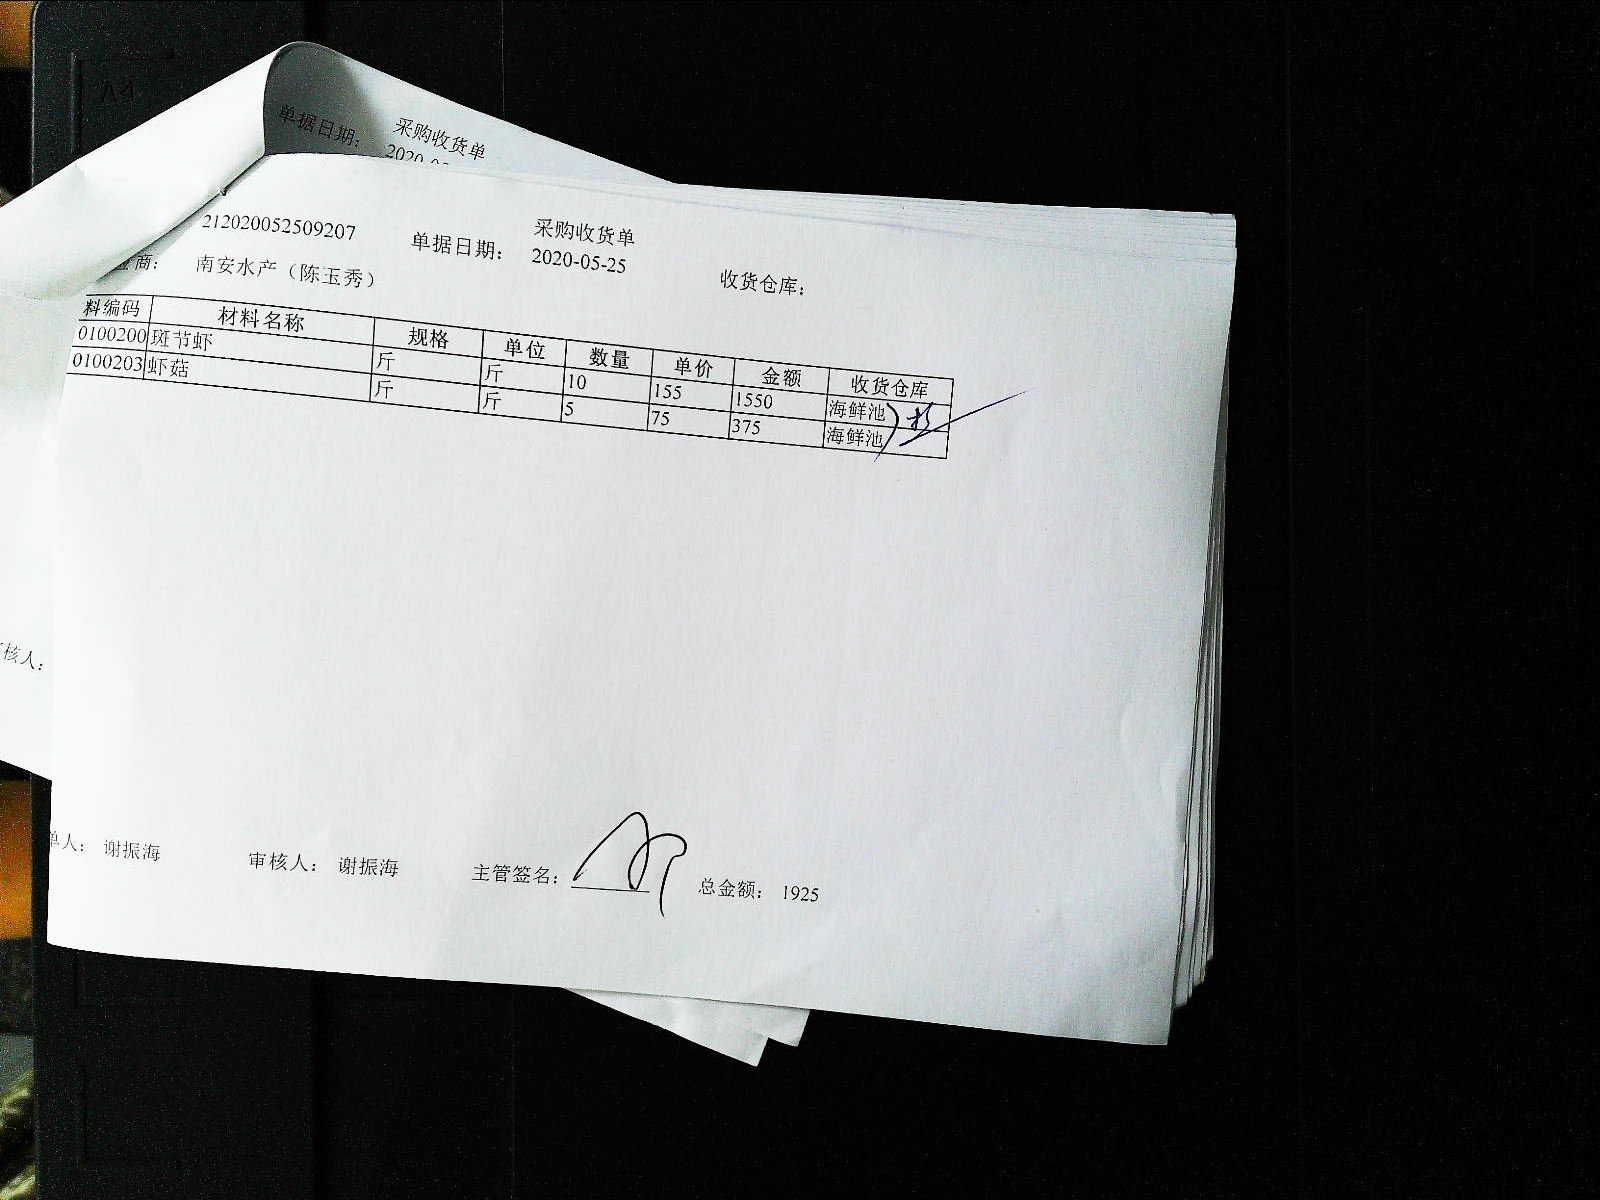 单据日期： 采购收货单
采购收货单
212020052509207 单据日期： 2020-05-25 收货仓库：
商： 南安水产（陈玉秀）
料编码 材料名称 规格 单位 数量 单价 金额 收货仓库
0100200 斑节虾 斤 斤 10 155 1550 海鲜池
0100203 虾菇 斤 斤 5 75 375 海鲜池
核人：
单人： 谢振海 审核人： 谢振海 主管签名： 总金额： 1925